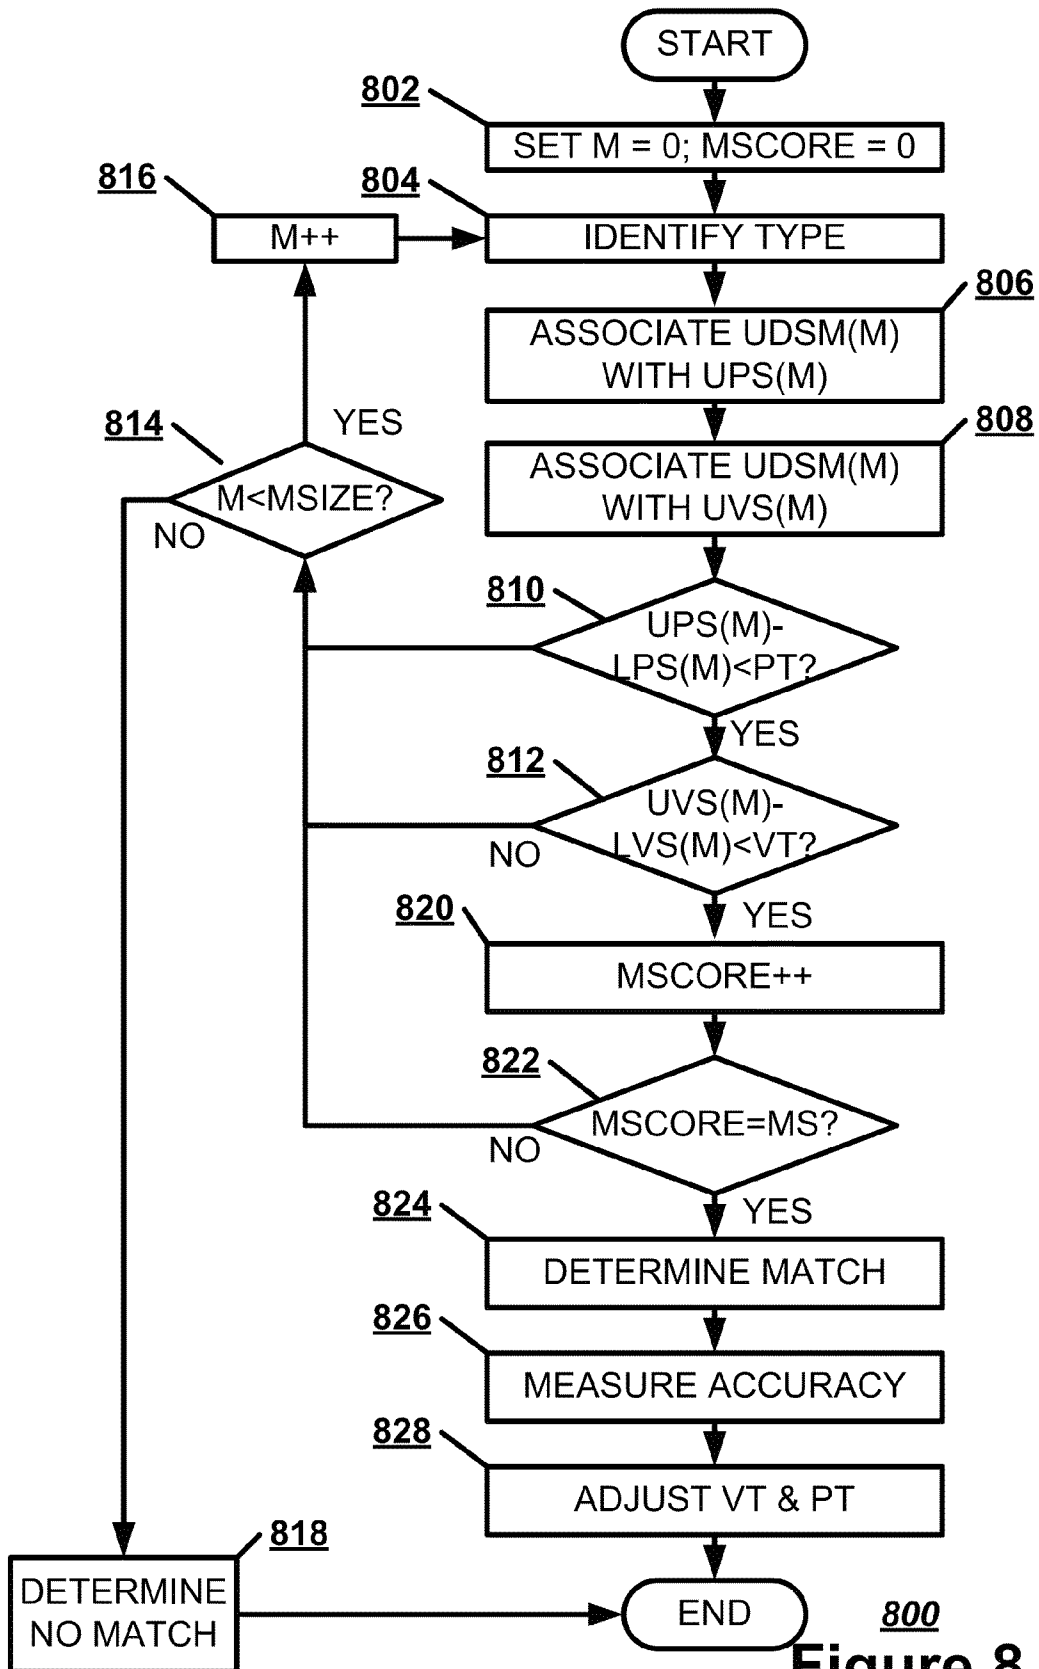 START
802
SET M = 0; MSCORE = 0
816
804
M++
IDENTIFY TYPE
806
ASSOCIATE UDSM(M)
WITH UPS(M)
814
YES
808
M<MSIZE?
NO
ASSOCIATE UDSM(M)
WITH UVS(M)
810
UPS(M)-
LPS(M)<PT?
YES
812
UVS(M)-
LVS(M)<VT?
NO
YES
820
MSCORE++
822
MSCORE=MS?
NO
YES
824
DETERMINE MATCH
826
MEASURE ACCURACY
828
ADJUST VT & PT
818
DETERMINE
NO MATCH
END
800
Figure 8